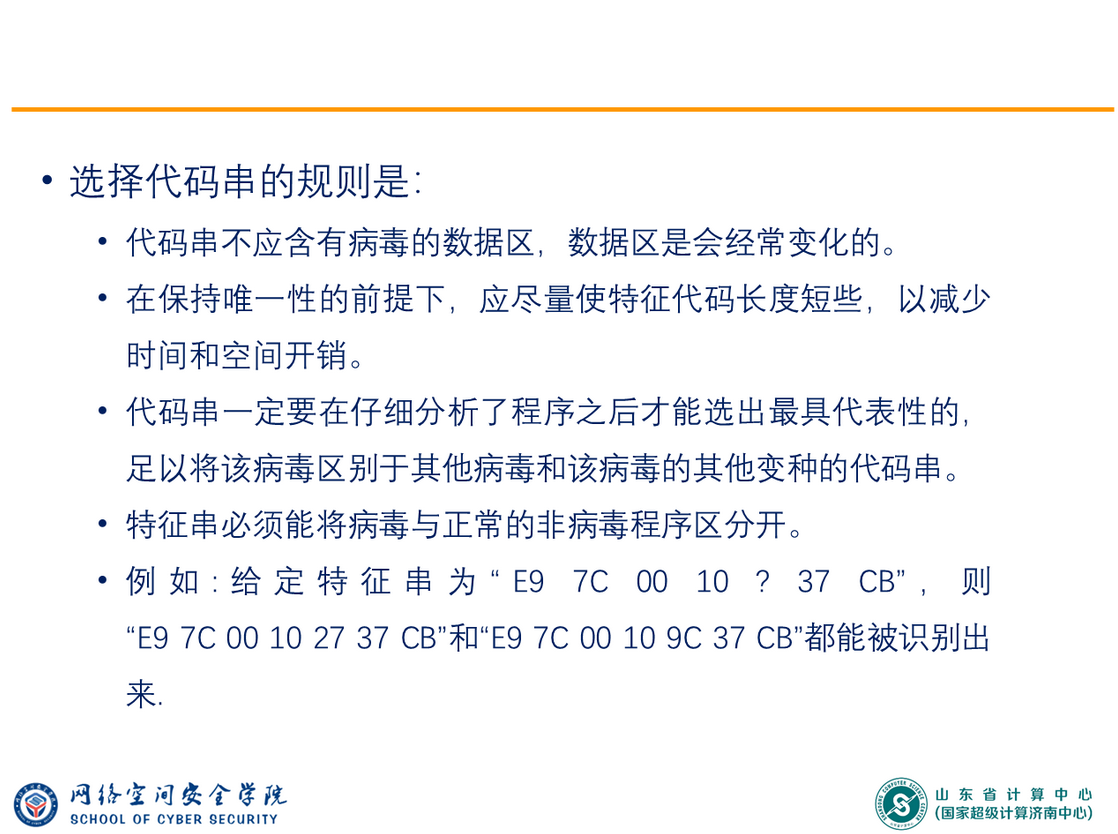 • 选择代码串的规则是:
• 代码串不应含有病毒的数据区，数据区是会经常变化的。
• 在保持唯一性的前提下，应尽量使特征代码长度短些，以减少
时间和空间开销。
• 代码串一定要在仔细分析了程序之后才能选出最具代表性的，
足以将该病毒区别于其他病毒和该病毒的其他变种的代码串。
• 特征串必须能将病毒与正常的非病毒程序区分开。
• 例如:给定特征串为“E9 7C 00 10 ? 37 CB”，则
“E9 7C 00 10 27 37 CB”和“E9 7C 00 10 9C 37 CB”都能被识别出
来.
网络空间安全学院
SCHOOL OF CYBER SECURITY
山东省计算中心
(国家超级计算济南中心)